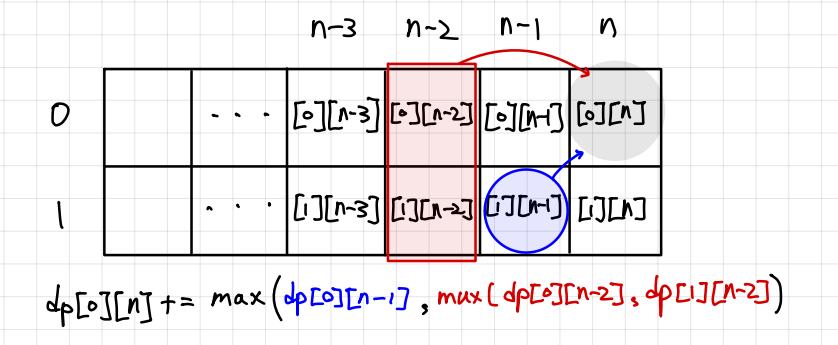 n-3 n-2 n-1 n
0 ... [0][n-3] [0][n-2] [0][n-1] [0][n]
1 ... [1][n-3] [1][n-2] [1][n-1] [1][n]
dp[0][n] += max(dp[0][n-1], max(dp[0][n-2], dp[1][n-2])